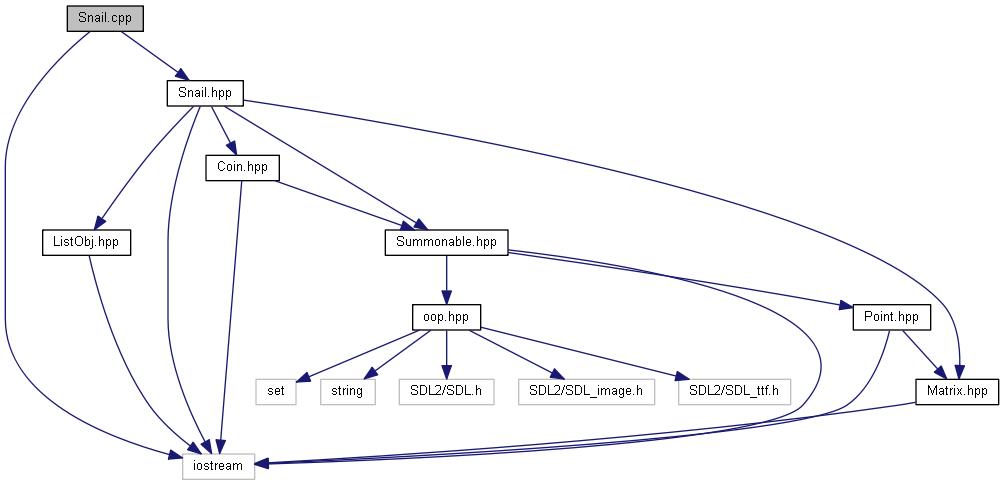 Snail.cpp
Snail.hpp
Coin.hpp
ListObj.hpp
Summonable.hpp
oop.hpp
Point.hpp
set
string
SDL2/SDL.h
SDL2/SDL_image.h
SDL2/SDL_ttf.h
Matrix.hpp
iostream